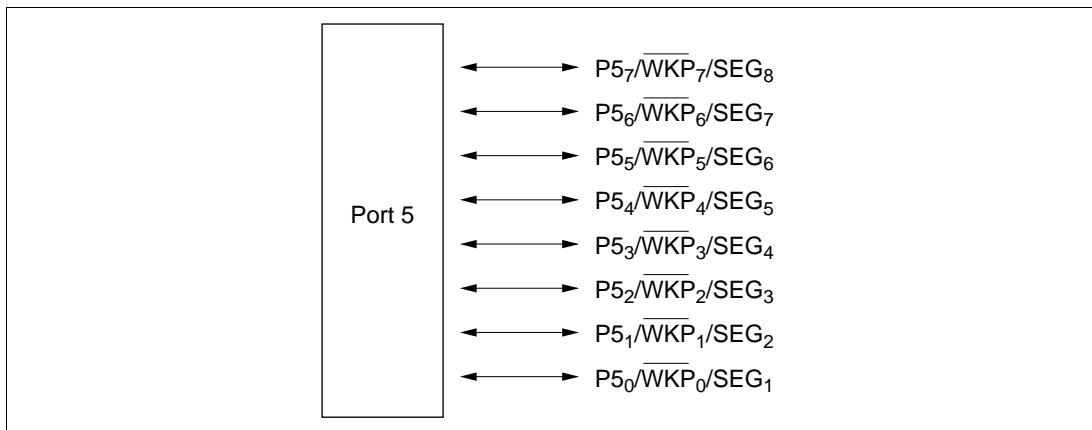 P5₇/W̅K̅P̅₇/SEG₈
P5₆/W̅K̅P̅₆/SEG₇
P5₅/W̅K̅P̅₅/SEG₆
P5₄/W̅K̅P̅₄/SEG₅
Port 5
P5₃/W̅K̅P̅₃/SEG₄
P5₂/W̅K̅P̅₂/SEG₃
P5₁/W̅K̅P̅₁/SEG₂
P5₀/W̅K̅P̅₀/SEG₁